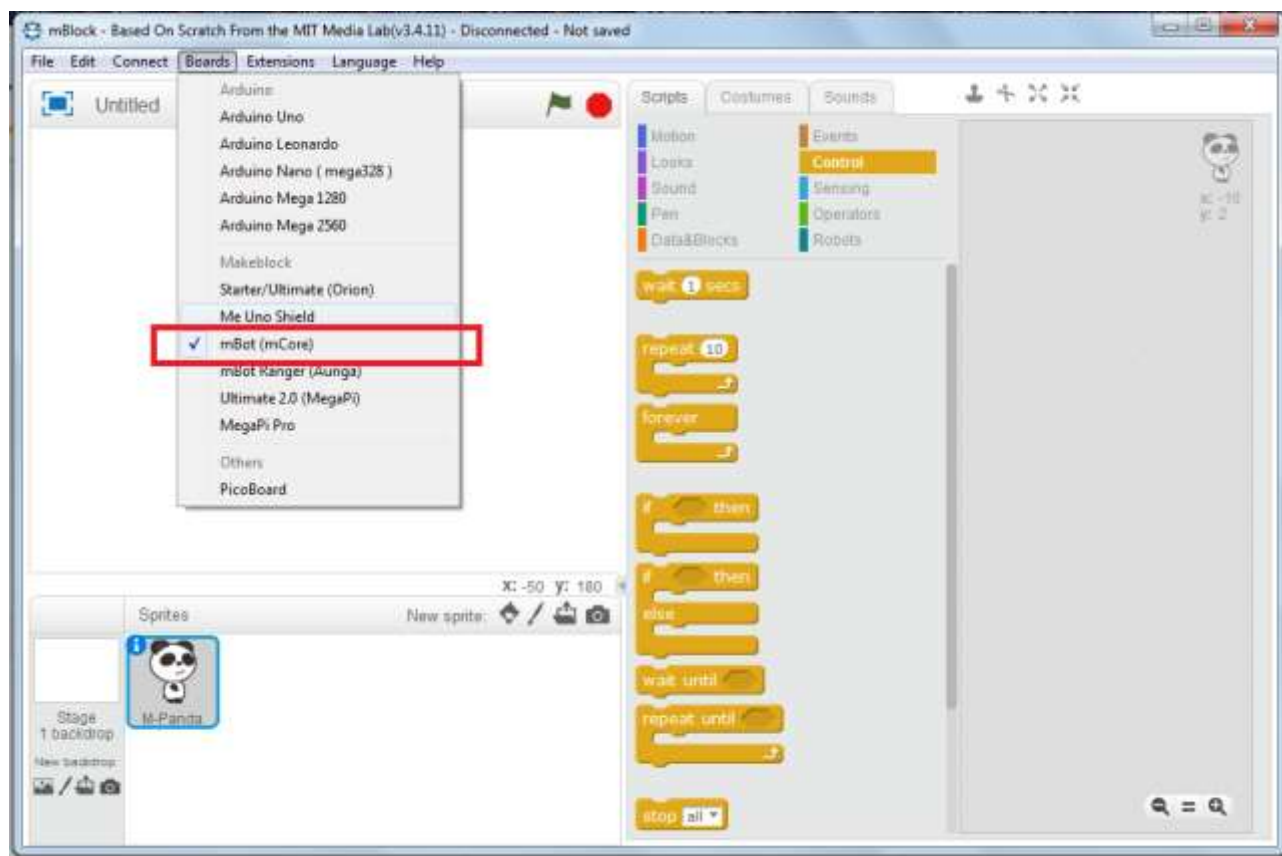 mBlock - Based On Scratch From the MIT Media Lab(v3.4.11) - Disconnected - Not saved
File Edit Connect Boards Extensions Language Help
Untitled
Arduino
Arduino Uno
Arduino Leonardo
Arduino Nano ( mega328 )
Arduino Mega 1280
Arduino Mega 2560
Makeblock
Starter/Ultimate (Orion)
Me Uno Shield
✓ mBot (mCore)
mBot Ranger (Auriga)
Ultimate 2.0 (MegaPi)
MegaPi Pro
Others
PicoBoard
X: -50 y: 180
Sprites New sprite:
M-Panda
Stage
1 backdrop
New backdrop
Scripts Costumes Sounds
Motion Events
Looks Control
Sound Sensing
Pen Operators
Data&Blocks Robots
wait 1 secs
repeat 10
forever
if then
if then
else
wait until
repeat until
stop all
x: -10
y: 2